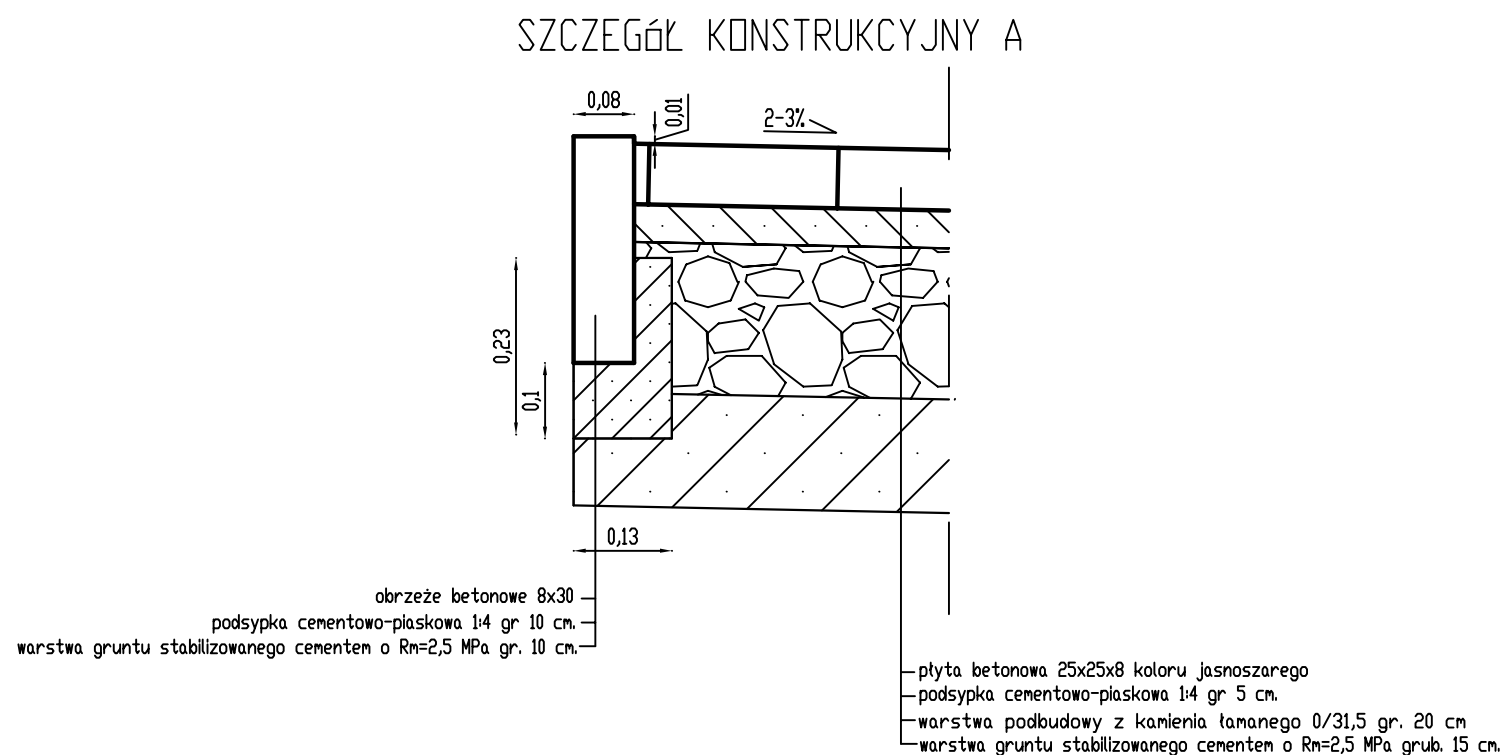 SZCZEGóŁ KONSTRUKCYJNY A
0,08
0,01
2-3%
0,23
0,1
0,13
obrzeże betonowe 8x30
podsypka cementowo-piaskowa 1:4 gr 10 cm.
warstwa gruntu stabilizowanego cementem o Rm=2,5 MPa gr. 10 cm.
płyta betonowa 25x25x8 koloru jasnoszarego
podsypka cementowo-piaskowa 1:4 gr 5 cm.
warstwa podbudowy z kamienia łamanego 0/31,5 gr. 20 cm
warstwa gruntu stabilizowanego cementem o Rm=2,5 MPa grub. 15 cm.